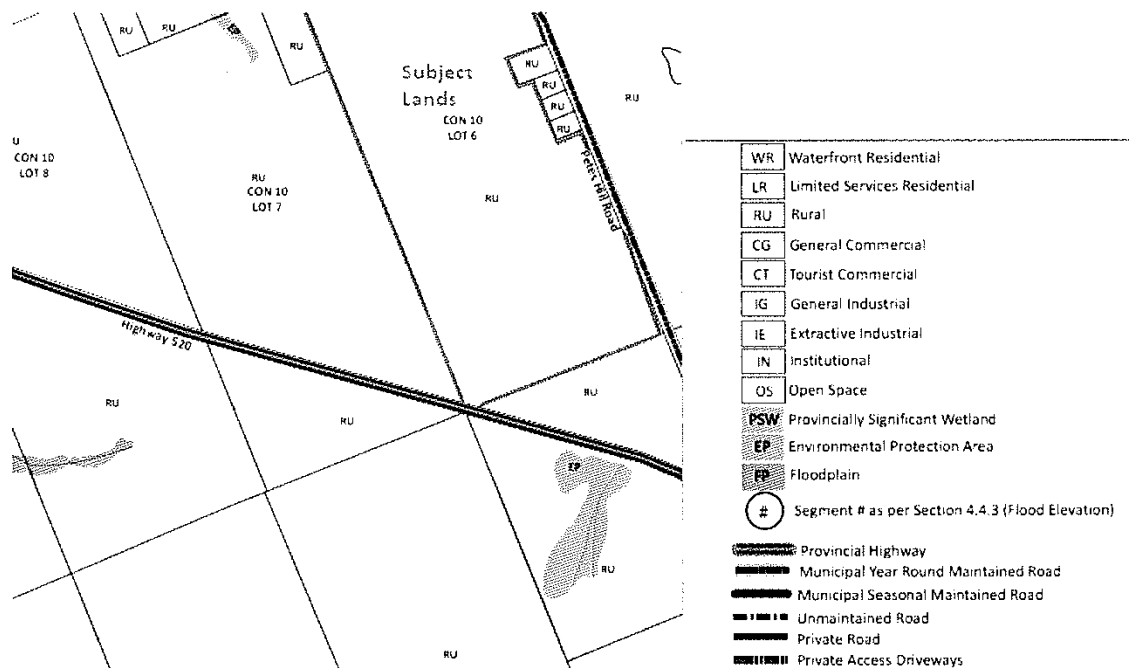 RU
RU
RU
Subject
Lands
CON 10
LOT 6
RU
RU
RU
RU
RU
RU
Petes Hill Road
U
CON 10
LOT 8
RU
CON 10
LOT 7
RU
Highway 520
RU
RU
RU
EP
RU
RU
WR Waterfront Residential
LR Limited Services Residential
RU Rural
CG General Commercial
CT Tourist Commercial
IG General Industrial
IE Extractive Industrial
IN Institutional
OS Open Space
PSW Provincially Significant Wetland
EP Environmental Protection Area
FP Floodplain
# Segment # as per Section 4.4.3 (Flood Elevation)
Provincial Highway
Municipal Year Round Maintained Road
Municipal Seasonal Maintained Road
Unmaintained Road
Private Road
Private Access Driveways